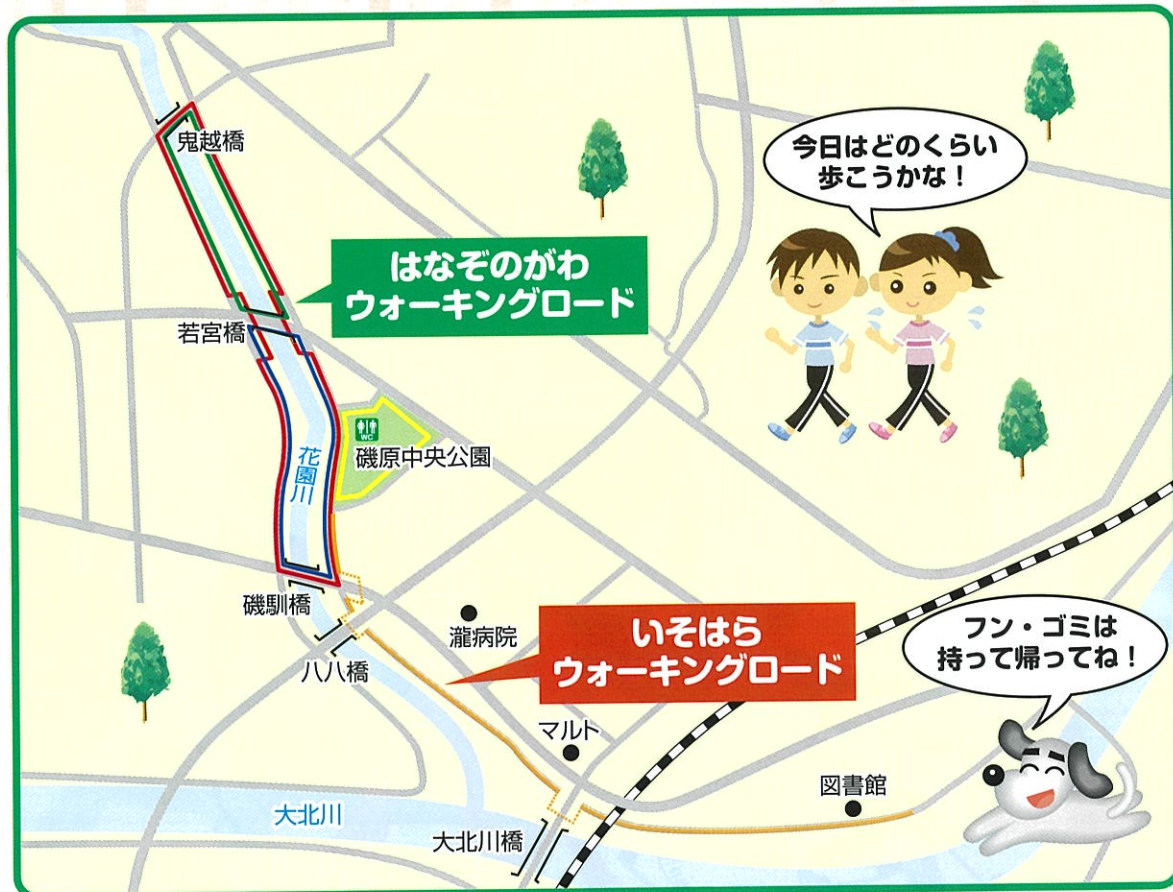 鬼越橋
今日はどのくらい
歩こうかな！
はなぞのがわ
ウォーキングロード
若宮橋
WC
磯原中央公園
花園川
磯馴橋
瀧病院
いそはら
ウォーキングロード
フン・ゴミは
持って帰ってね！
八八橋
マルト
図書館
大北川
大北川橋